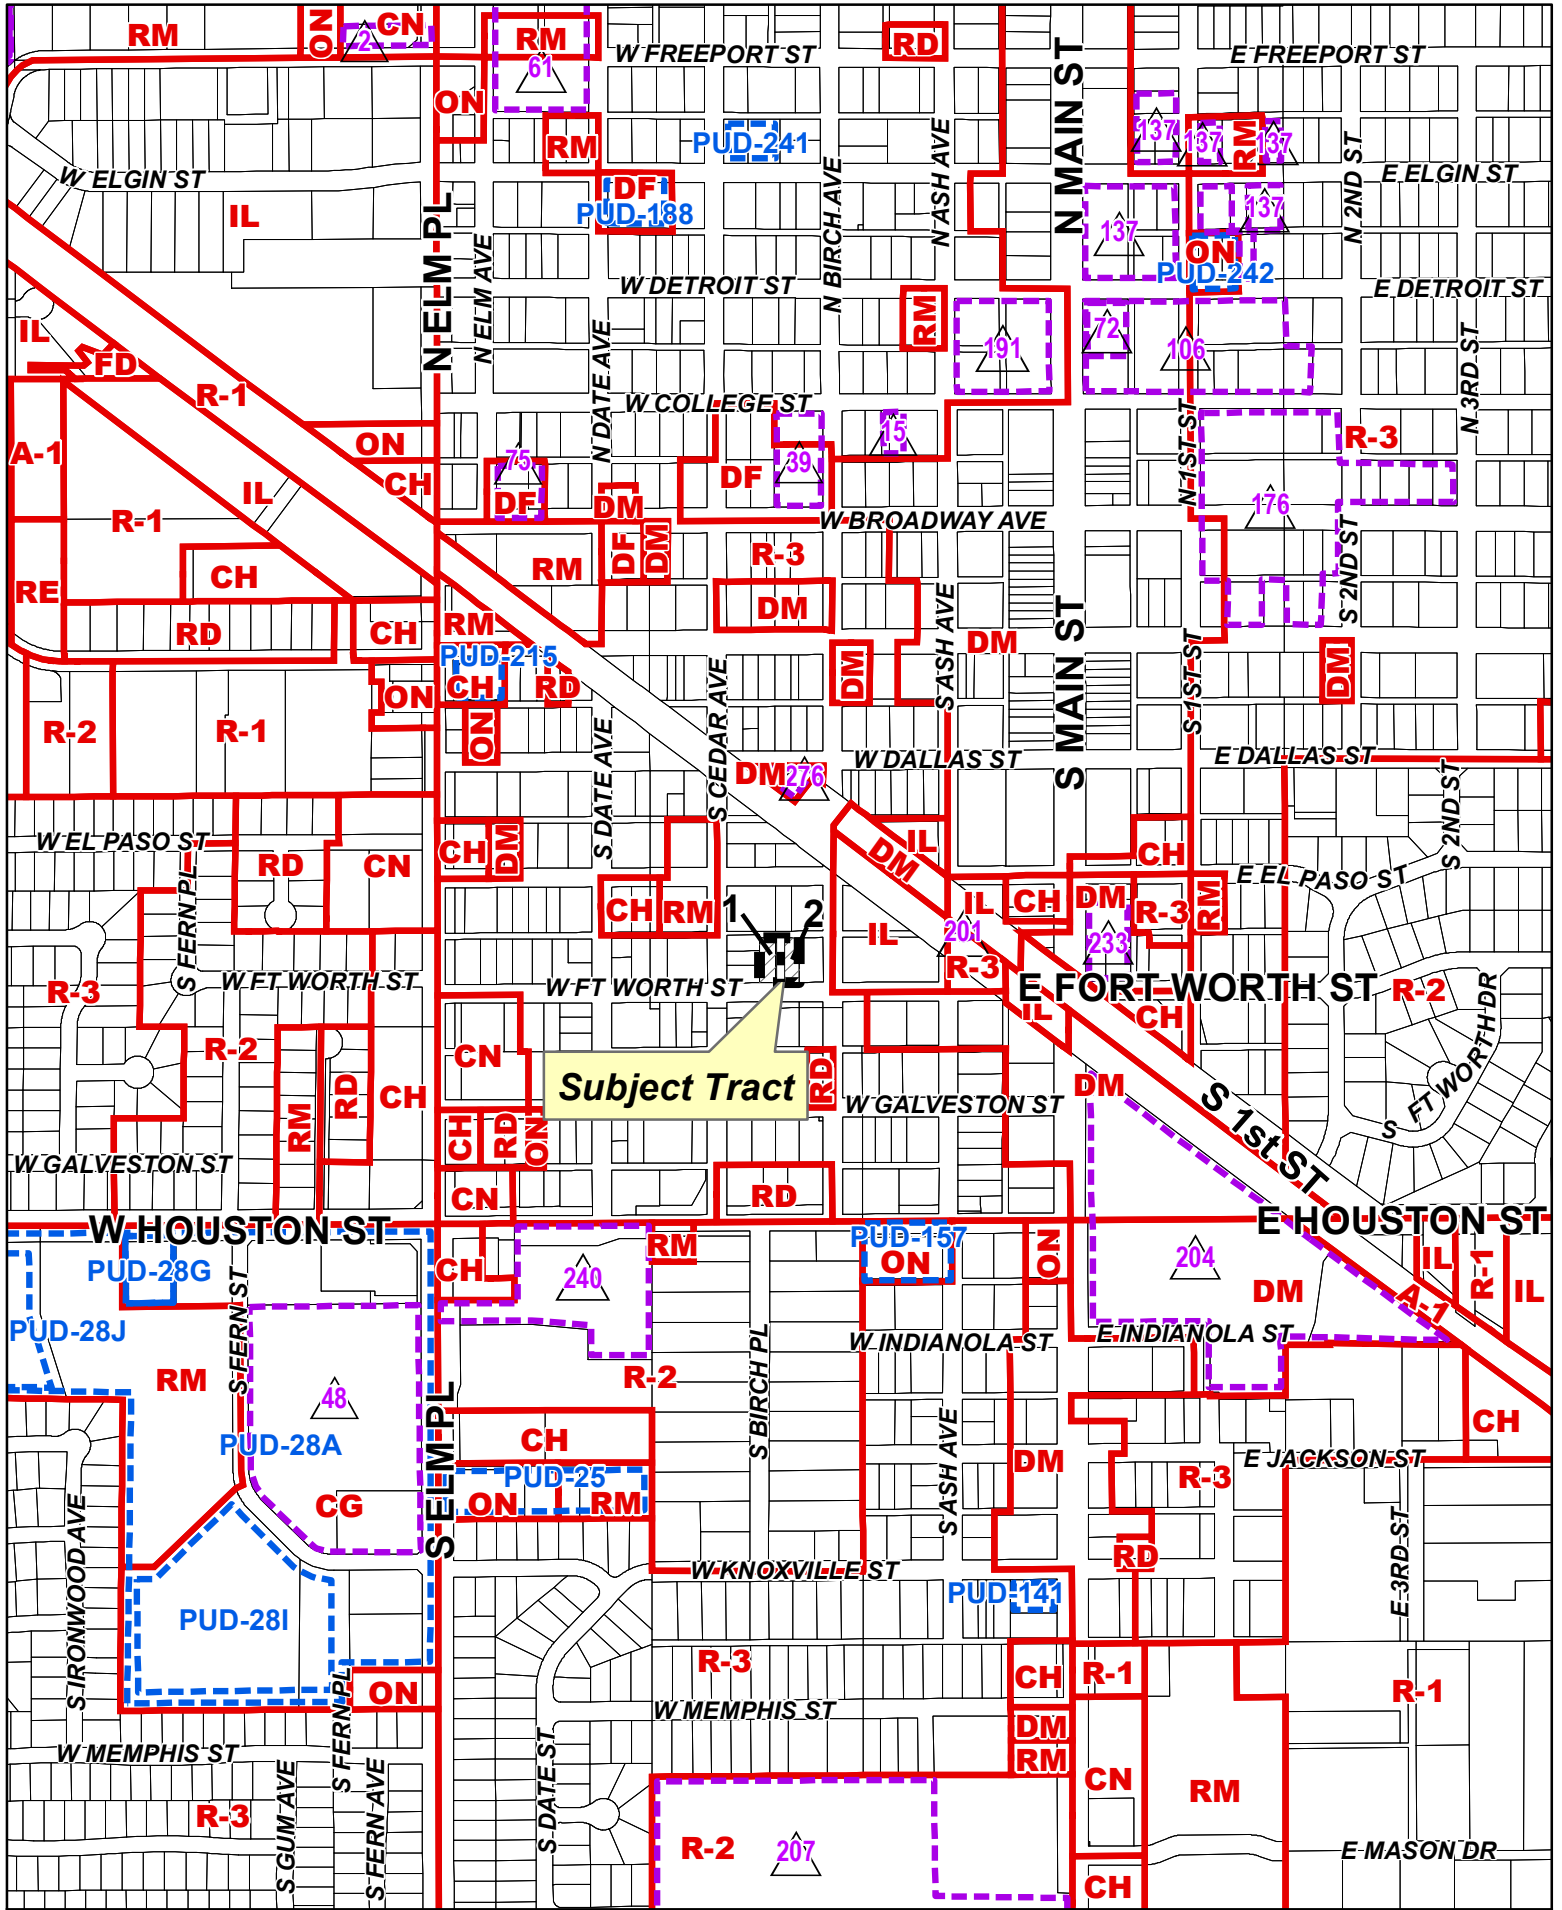 RM
ON
2
CN
RM
61
W FREEPORT ST
RD
N MAIN ST
E FREEPORT ST
ON
RM
PUD-241
N ASH AVE
137
137
RM
137
N 2ND ST
W ELGIN ST
IL
DF
PUD-188
N BIRCH AVE
E ELGIN ST
137
137
N ELM PL
N ELM AVE
ON
PUD-242
W DETROIT ST
E DETROIT ST
IL
FD
R-1
N DATE AVE
RM
191
72
106
N 3RD ST
W COLLEGE ST
A-1
ON
CH
IL
R-1
75
DF
DM
DF
39
15
N 1ST ST
R-3
176
W BROADWAY AVE
RE
CH
RM
DF
DM
R-3
DM
S ASH AVE
S 2ND ST
RD
CH
RM
PUD-215
CH
RD
DM
DM
S MAIN ST
S 1ST ST
DM
R-2
R-1
ON
ON
S DATE AVE
S CEDAR AVE
W DALLAS ST
E DALLAS ST
DM
276
S 2ND ST
W EL PASO ST
S FERN PL
RD
CN
CH
DM
IL
DM
CH
E EL PASO ST
CH
RM
1
2
IL
IL
201
R-3
CH
DM
233
R-3
RM
R-3
W FT WORTH ST
W FT WORTH ST
E FORT WORTH ST
R-2
IL
CH
R-2
RM
RD
CH
CN
Subject Tract
RD
DM
S FT WORTH DR
W GALVESTON ST
S 1st ST
CH
RD
ON
W GALVESTON ST
CN
RD
W HOUSTON ST
E HOUSTON ST
PUD-28G
S FERN ST
CH
240
RM
PUD-157
ON
ON
204
DM
IL
R-1
IL
A-1
PUD-28J
RM
48
R-2
S BIRCH PL
W INDIANOLA ST
E INDIANOLA ST
S ELM PL
PUD-28A
CG
CH
PUD-25
ON
RM
S ASH AVE
DM
R-3
CH
E JACKSON ST
S IRONWOOD AVE
E 3RD ST
RD
W KNOXVILLE ST
PUD-141
PUD-28I
R-3
CH
R-1
R-1
ON
S FERN PL
W MEMPHIS ST
DM
RM
W MEMPHIS ST
S GUM AVE
S FERN AVE
S DATE ST
R-3
CN
RM
R-2
207
E MASON DR
CH